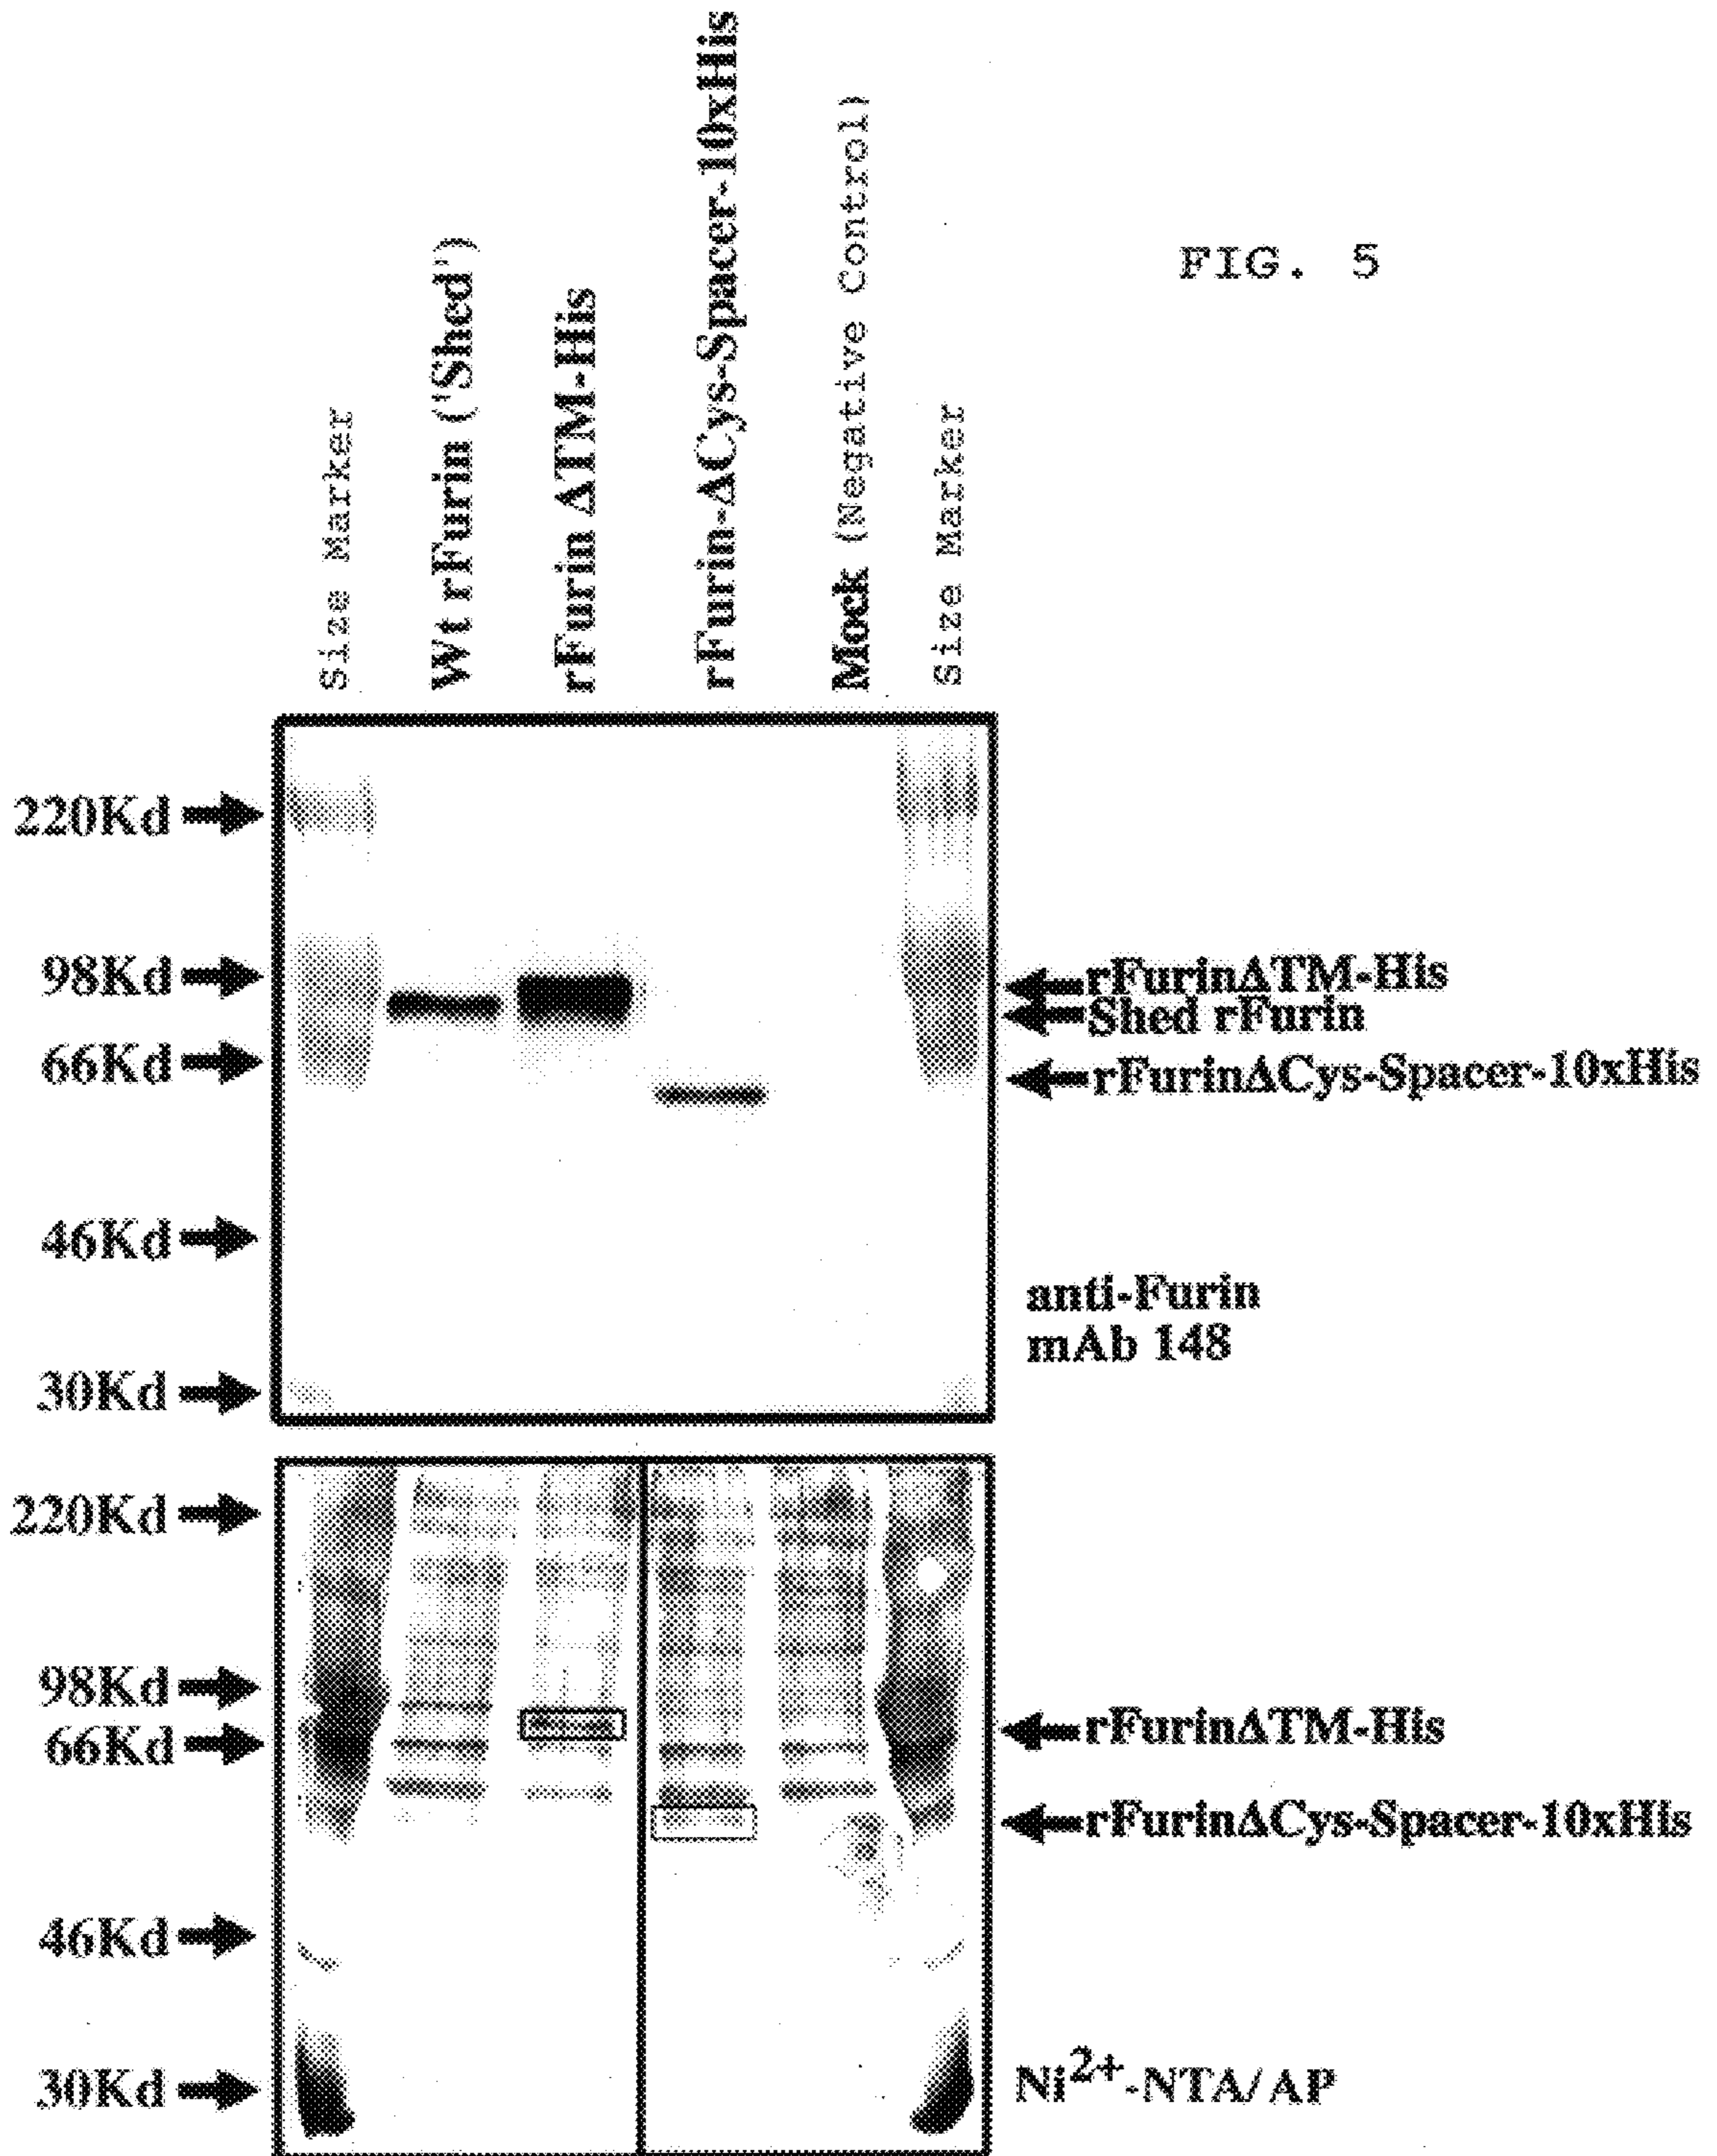 FIG. 5
Size Marker
Wt rFurin ('Shed')
rFurin ΔTM-His
rFurin-ΔCys-Spacer-10xHis
Mock (Negative Control)
Size Marker
220Kd
98Kd
66Kd
46Kd
30Kd
rFurinΔTM-His
Shed rFurin
rFurinΔCys-Spacer-10xHis
anti-Furin
mAb 148
220Kd
98Kd
66Kd
46Kd
30Kd
rFurinΔTM-His
rFurinΔCys-Spacer-10xHis
Ni²⁺-NTA/AP